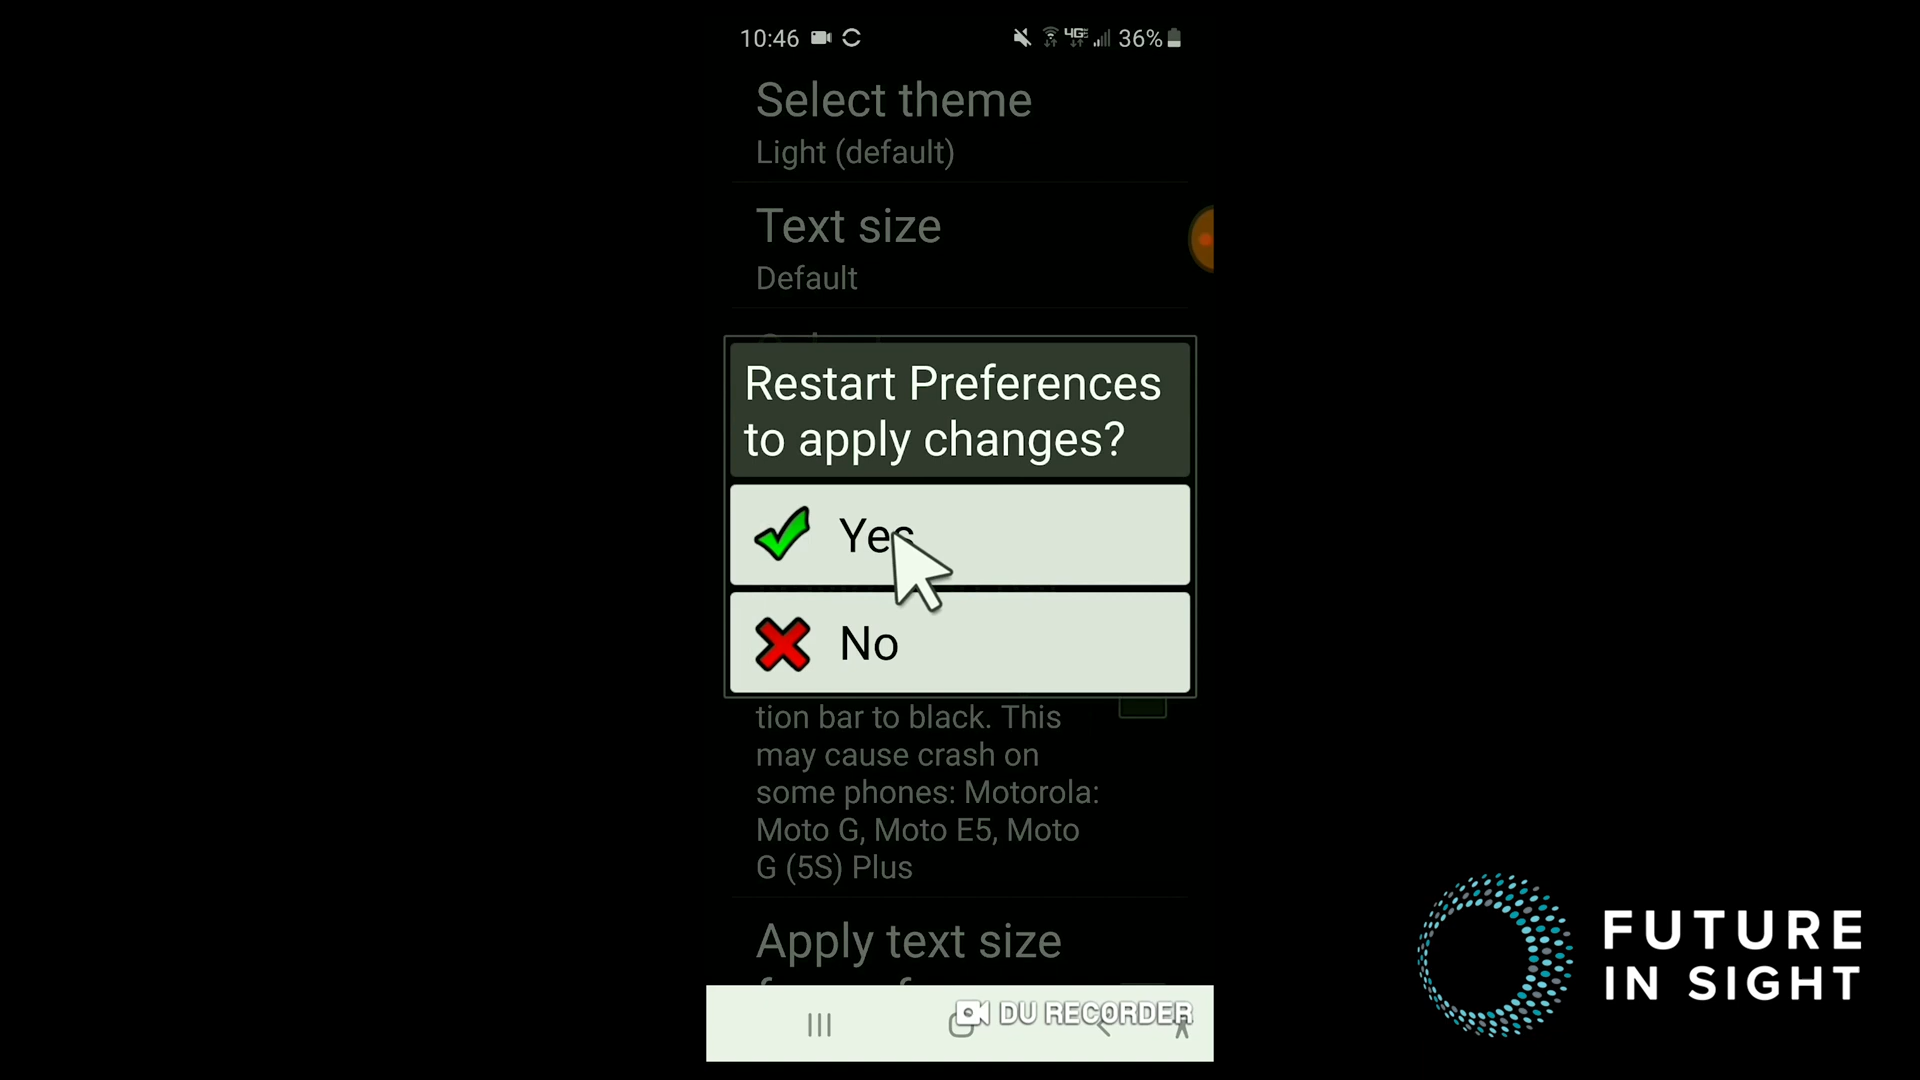 10:46 4G 36%
Select theme
Light (default)
Text size
Default
Restart Preferences
to apply changes?
Yes
No
tion bar to black. This
may cause crash on
some phones: Motorola:
Moto G, Moto E5, Moto
G (5S) Plus
Apply text size
DU RECORDER
FUTURE
IN SIGHT